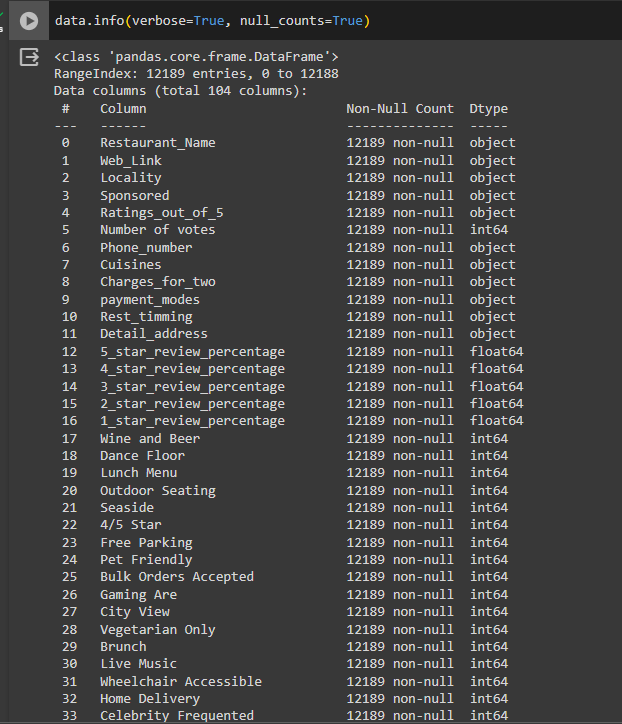 data.info(verbose=True, null_counts=True)
<class 'pandas.core.frame.DataFrame'>
RangeIndex: 12189 entries, 0 to 12188
Data columns (total 104 columns):
# Column Non-Null Count Dtype
--- ------ -------------- -----
0 Restaurant_Name 12189 non-null object
1 Web_Link 12189 non-null object
2 Locality 12189 non-null object
3 Sponsored 12189 non-null object
4 Ratings_out_of_5 12189 non-null object
5 Number of votes 12189 non-null int64
6 Phone_number 12189 non-null object
7 Cuisines 12189 non-null object
8 Charges_for_two 12189 non-null object
9 payment_modes 12189 non-null object
10 Rest_timming 12189 non-null object
11 Detail_address 12189 non-null object
12 5_star_review_percentage 12189 non-null float64
13 4_star_review_percentage 12189 non-null float64
14 3_star_review_percentage 12189 non-null float64
15 2_star_review_percentage 12189 non-null float64
16 1_star_review_percentage 12189 non-null float64
17 Wine and Beer 12189 non-null int64
18 Dance Floor 12189 non-null int64
19 Lunch Menu 12189 non-null int64
20 Outdoor Seating 12189 non-null int64
21 Seaside 12189 non-null int64
22 4/5 Star 12189 non-null int64
23 Free Parking 12189 non-null int64
24 Pet Friendly 12189 non-null int64
25 Bulk Orders Accepted 12189 non-null int64
26 Gaming Are 12189 non-null int64
27 City View 12189 non-null int64
28 Vegetarian Only 12189 non-null int64
29 Brunch 12189 non-null int64
30 Live Music 12189 non-null int64
31 Wheelchair Accessible 12189 non-null int64
32 Home Delivery 12189 non-null int64
33 Celebrity Frequented 12189 non-null int64